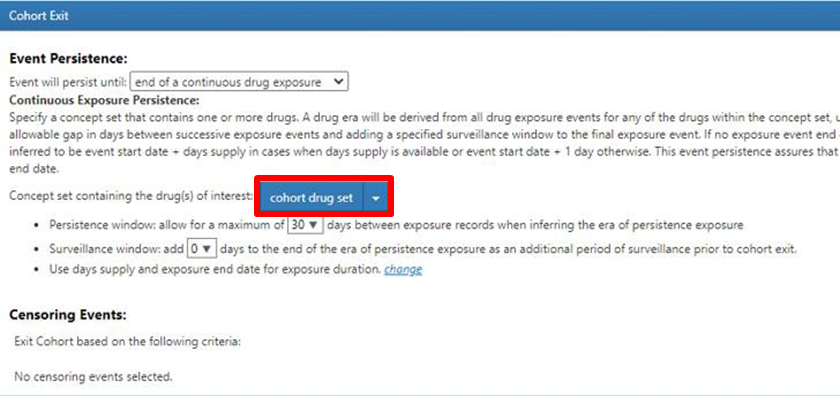 Cohort Exit
Event Persistence:
Event will persist until: end of a continuous drug exposure
Continuous Exposure Persistence:
Specify a concept set that contains one or more drugs. A drug era will be derived from all drug exposure events for any of the drugs within the concept set, u
allowable gap in days between successive exposure events and adding a specified surveillance window to the final exposure event. If no exposure event end
inferred to be event start date + days supply in cases when days supply is available or event start date + 1 day otherwise. This event persistence assures that
end date.
Concept set containing the drug(s) of interest: cohort drug set
• Persistence window: allow for a maximum of 30 ▼ days between exposure records when inferring the era of persistence exposure
• Surveillance window: add 0 ▼ days to the end of the era of persistence exposure as an additional period of surveillance prior to cohort exit.
• Use days supply and exposure end date for exposure duration. change
Censoring Events:
Exit Cohort based on the following criteria:
No censoring events selected.